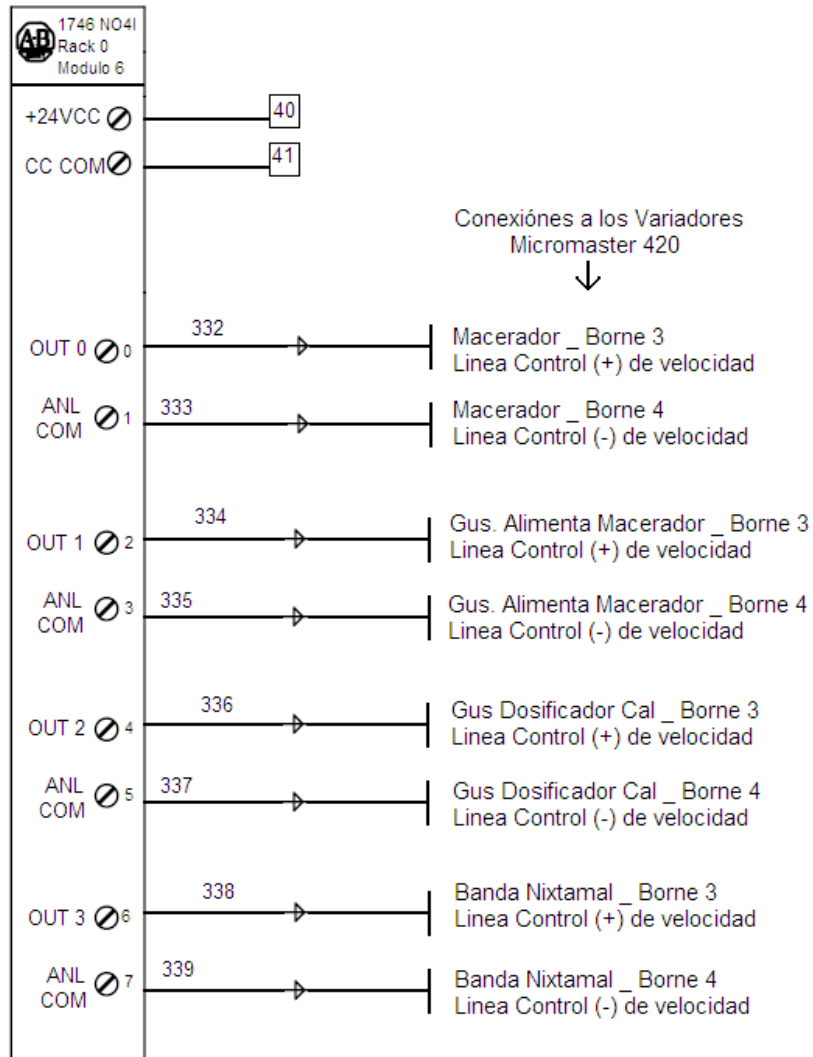 AB
1746 NO4I
Rack 0
Modulo 6
+24VCC
40
CC COM
41
Conexiónes a los Variadores
Micromaster 420
OUT 0
0
332
Macerador _ Borne 3
Linea Control (+) de velocidad
ANL
COM
1
333
Macerador _ Borne 4
Linea Control (-) de velocidad
OUT 1
2
334
Gus. Alimenta Macerador _ Borne 3
Linea Control (+) de velocidad
ANL
COM
3
335
Gus. Alimenta Macerador _ Borne 4
Linea Control (-) de velocidad
OUT 2
4
336
Gus Dosificador Cal _ Borne 3
Linea Control (+) de velocidad
ANL
COM
5
337
Gus Dosificador Cal _ Borne 4
Linea Control (-) de velocidad
OUT 3
6
338
Banda Nixtamal _ Borne 3
Linea Control (+) de velocidad
ANL
COM
7
339
Banda Nixtamal _ Borne 4
Linea Control (-) de velocidad